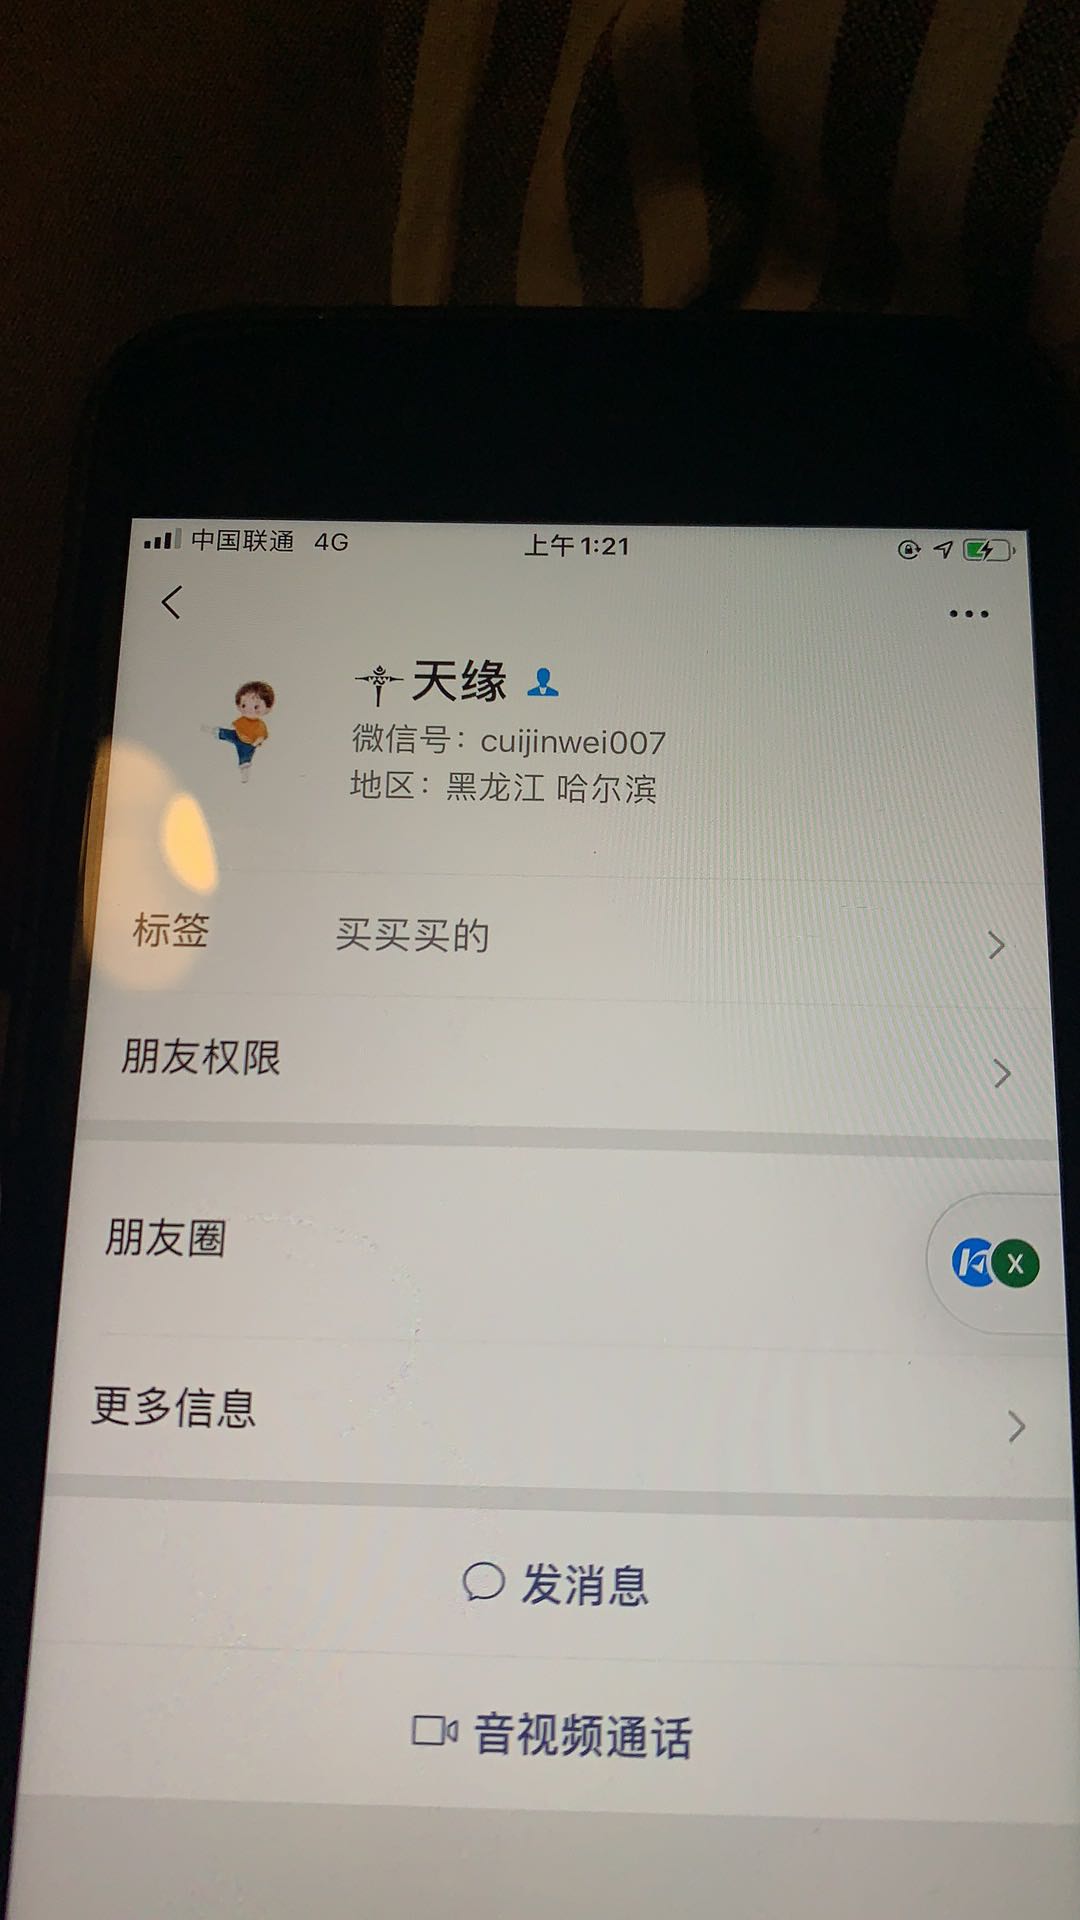 中国联通 4G 上午1:21
天缘
微信号：cuijinwei007
地区：黑龙江 哈尔滨
标签 买买买的
朋友权限
朋友圈
X
更多信息
发消息
音视频通话